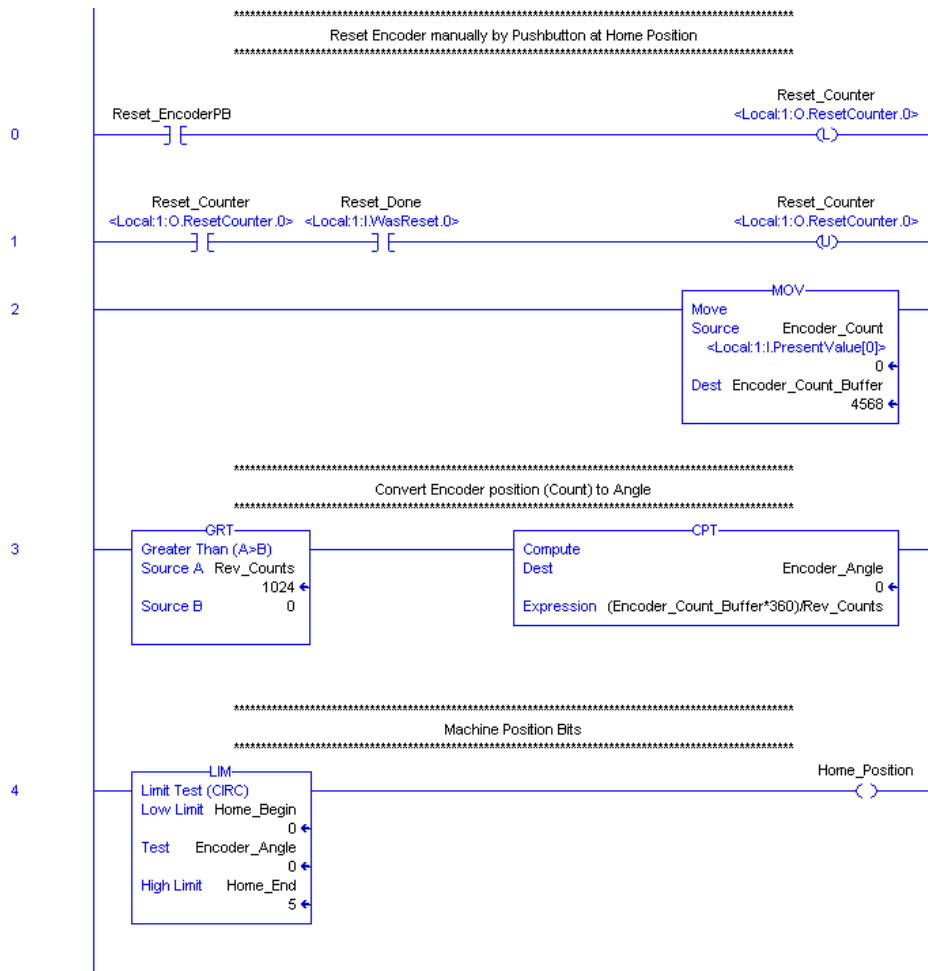 ********************************************************************************************
Reset Encoder manually by Pushbutton at Home Position
********************************************************************************************
Reset_Counter
Reset_EncoderPB <Local:1:O.ResetCounter.0>
0 L
Reset_Counter Reset_Done Reset_Counter
<Local:1:O.ResetCounter.0> <Local:1:I.WasReset.0> <Local:1:O.ResetCounter.0>
1 U
MOV
2 Move
Source Encoder_Count
<Local:1:I.PresentValue[0]>
0
Dest Encoder_Count_Buffer
4568
********************************************************************************************
Convert Encoder position (Count) to Angle
********************************************************************************************
GRT CPT
3 Greater Than (A>B) Compute
Source A Rev_Counts Dest Encoder_Angle
1024 0
Source B 0 Expression (Encoder_Count_Buffer*360)/Rev_Counts
********************************************************************************************
Machine Position Bits
********************************************************************************************
LIM Home_Position
4 Limit Test (CIRC)
Low Limit Home_Begin
0
Test Encoder_Angle
0
High Limit Home_End
5